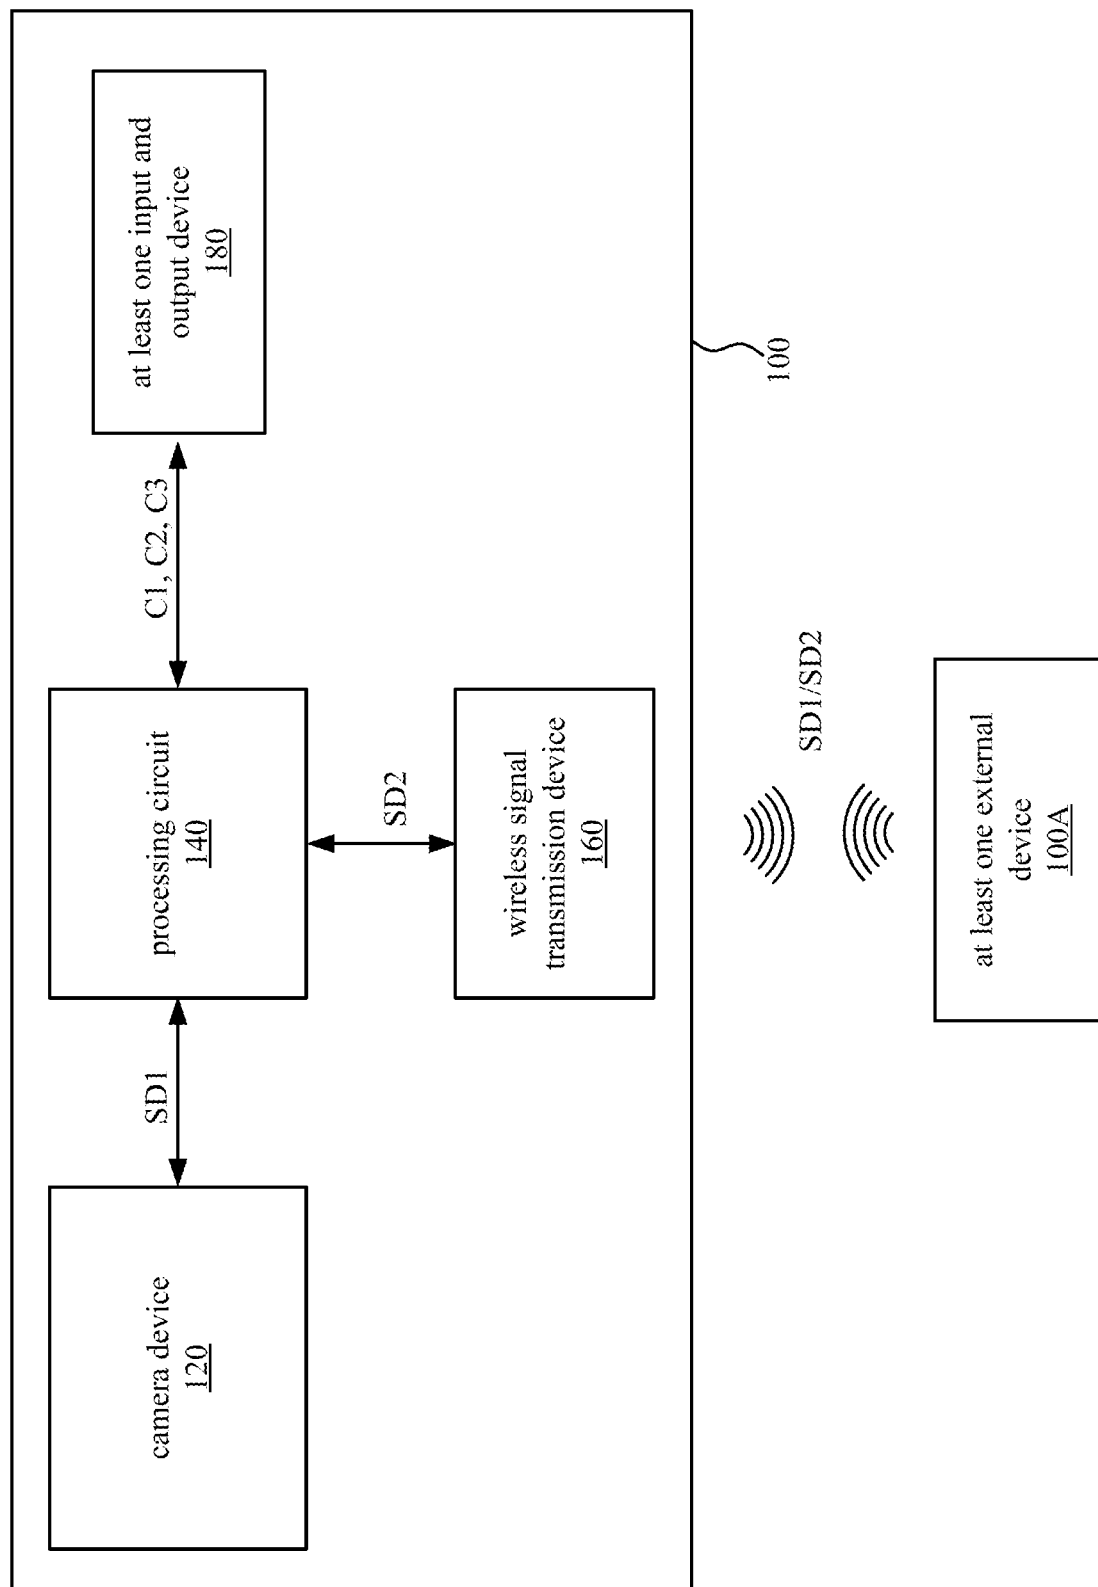 camera device
120
SD1
processing circuit
140
C1, C2, C3
at least one input and
output device
180
SD2
wireless signal
transmission device
160
100
SD1/SD2
at least one external
device
100A